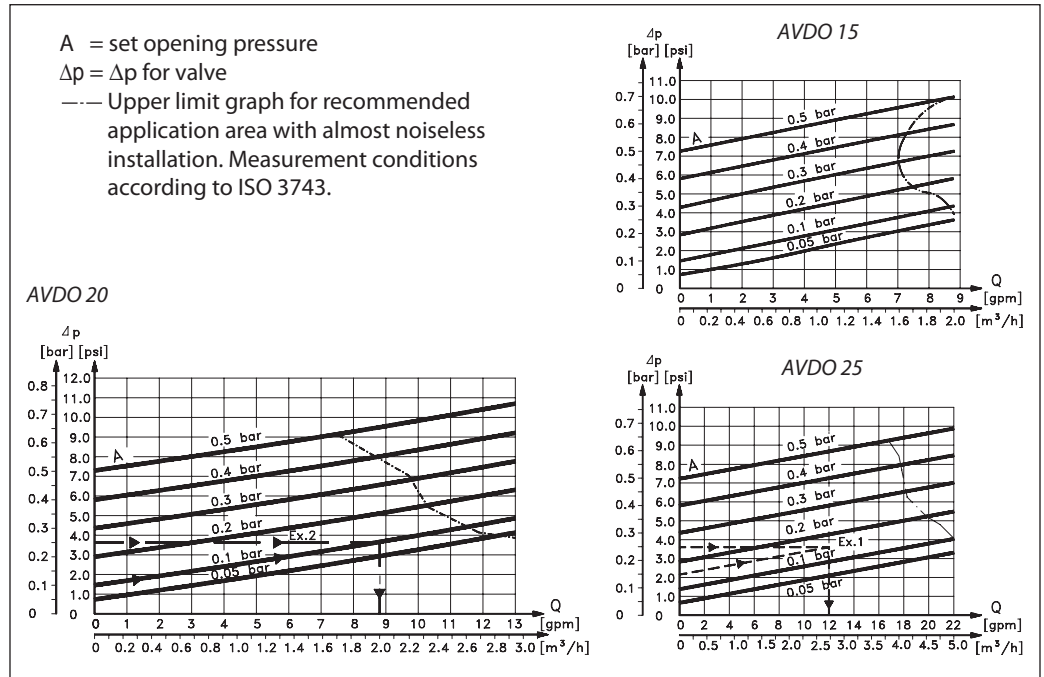 A = set opening pressure
Δp = Δp for valve
—·— Upper limit graph for recommended
application area with almost noiseless
installation. Measurement conditions
according to ISO 3743.
AVDO 15
Δp
[bar] [psi]
11.0
0.7 10.0
9.0
0.6 8.0
0.5 7.0
6.0
0.4 5.0
0.3 4.0
3.0
0.2 2.0
0.1 1.0
0 0
A
0.5 bar
0.4 bar
0.3 bar
0.2 bar
0.1 bar
0.05 bar
Q
0 1 2 3 4 5 6 7 8 9 [gpm]
0 0.2 0.4 0.6 0.8 1.0 1.2 1.4 1.6 1.8 2.0 [m³/h]
AVDO 20
Δp
[bar] [psi]
12.0
0.8 11.0
0.7 10.0
0.6 9.0
8.0
0.5 7.0
0.4 6.0
5.0
0.3 4.0
0.2 3.0
2.0
0.1 1.0
0 0
A
0.5 bar
0.4 bar
0.3 bar
0.2 bar
Ex.2
0.1 bar
0.05 bar
Q
0 1 2 3 4 5 6 7 8 9 10 11 12 13 [gpm]
0 0.2 0.4 0.6 0.8 1.0 1.2 1.4 1.6 1.8 2.0 2.2 2.4 2.6 2.8 3.0 [m³/h]
AVDO 25
Δp
[bar] [psi]
11.0
0.7 10.0
9.0
0.6 8.0
0.5 7.0
6.0
0.4 5.0
0.3 4.0
3.0
0.2 2.0
0.1 1.0
0 0
A
0.5 bar
0.4 bar
0.3 bar
0.2 bar
Ex.1
0.1 bar
0.05 bar
Q
0 2 4 6 8 10 12 14 16 18 20 22 [gpm]
0 0.5 1.0 1.5 2.0 2.5 3.0 3.5 4.0 4.5 5.0 [m³/h]